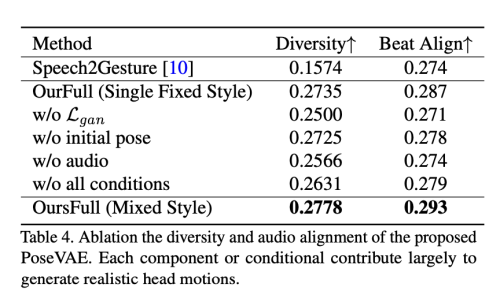 Method Diversity↑ Beat Align↑
Speech2Gesture [10] 0.1574 0.274
OurFull (Single Fixed Style) 0.2735 0.287
w/o ℒgan 0.2500 0.271
w/o initial pose 0.2725 0.278
w/o audio 0.2566 0.274
w/o all conditions 0.2631 0.279
OursFull (Mixed Style) 0.2778 0.293
Table 4. Ablation the diversity and audio alignment of the proposed
PoseVAE. Each component or conditional contribute largely to
generate realistic head motions.